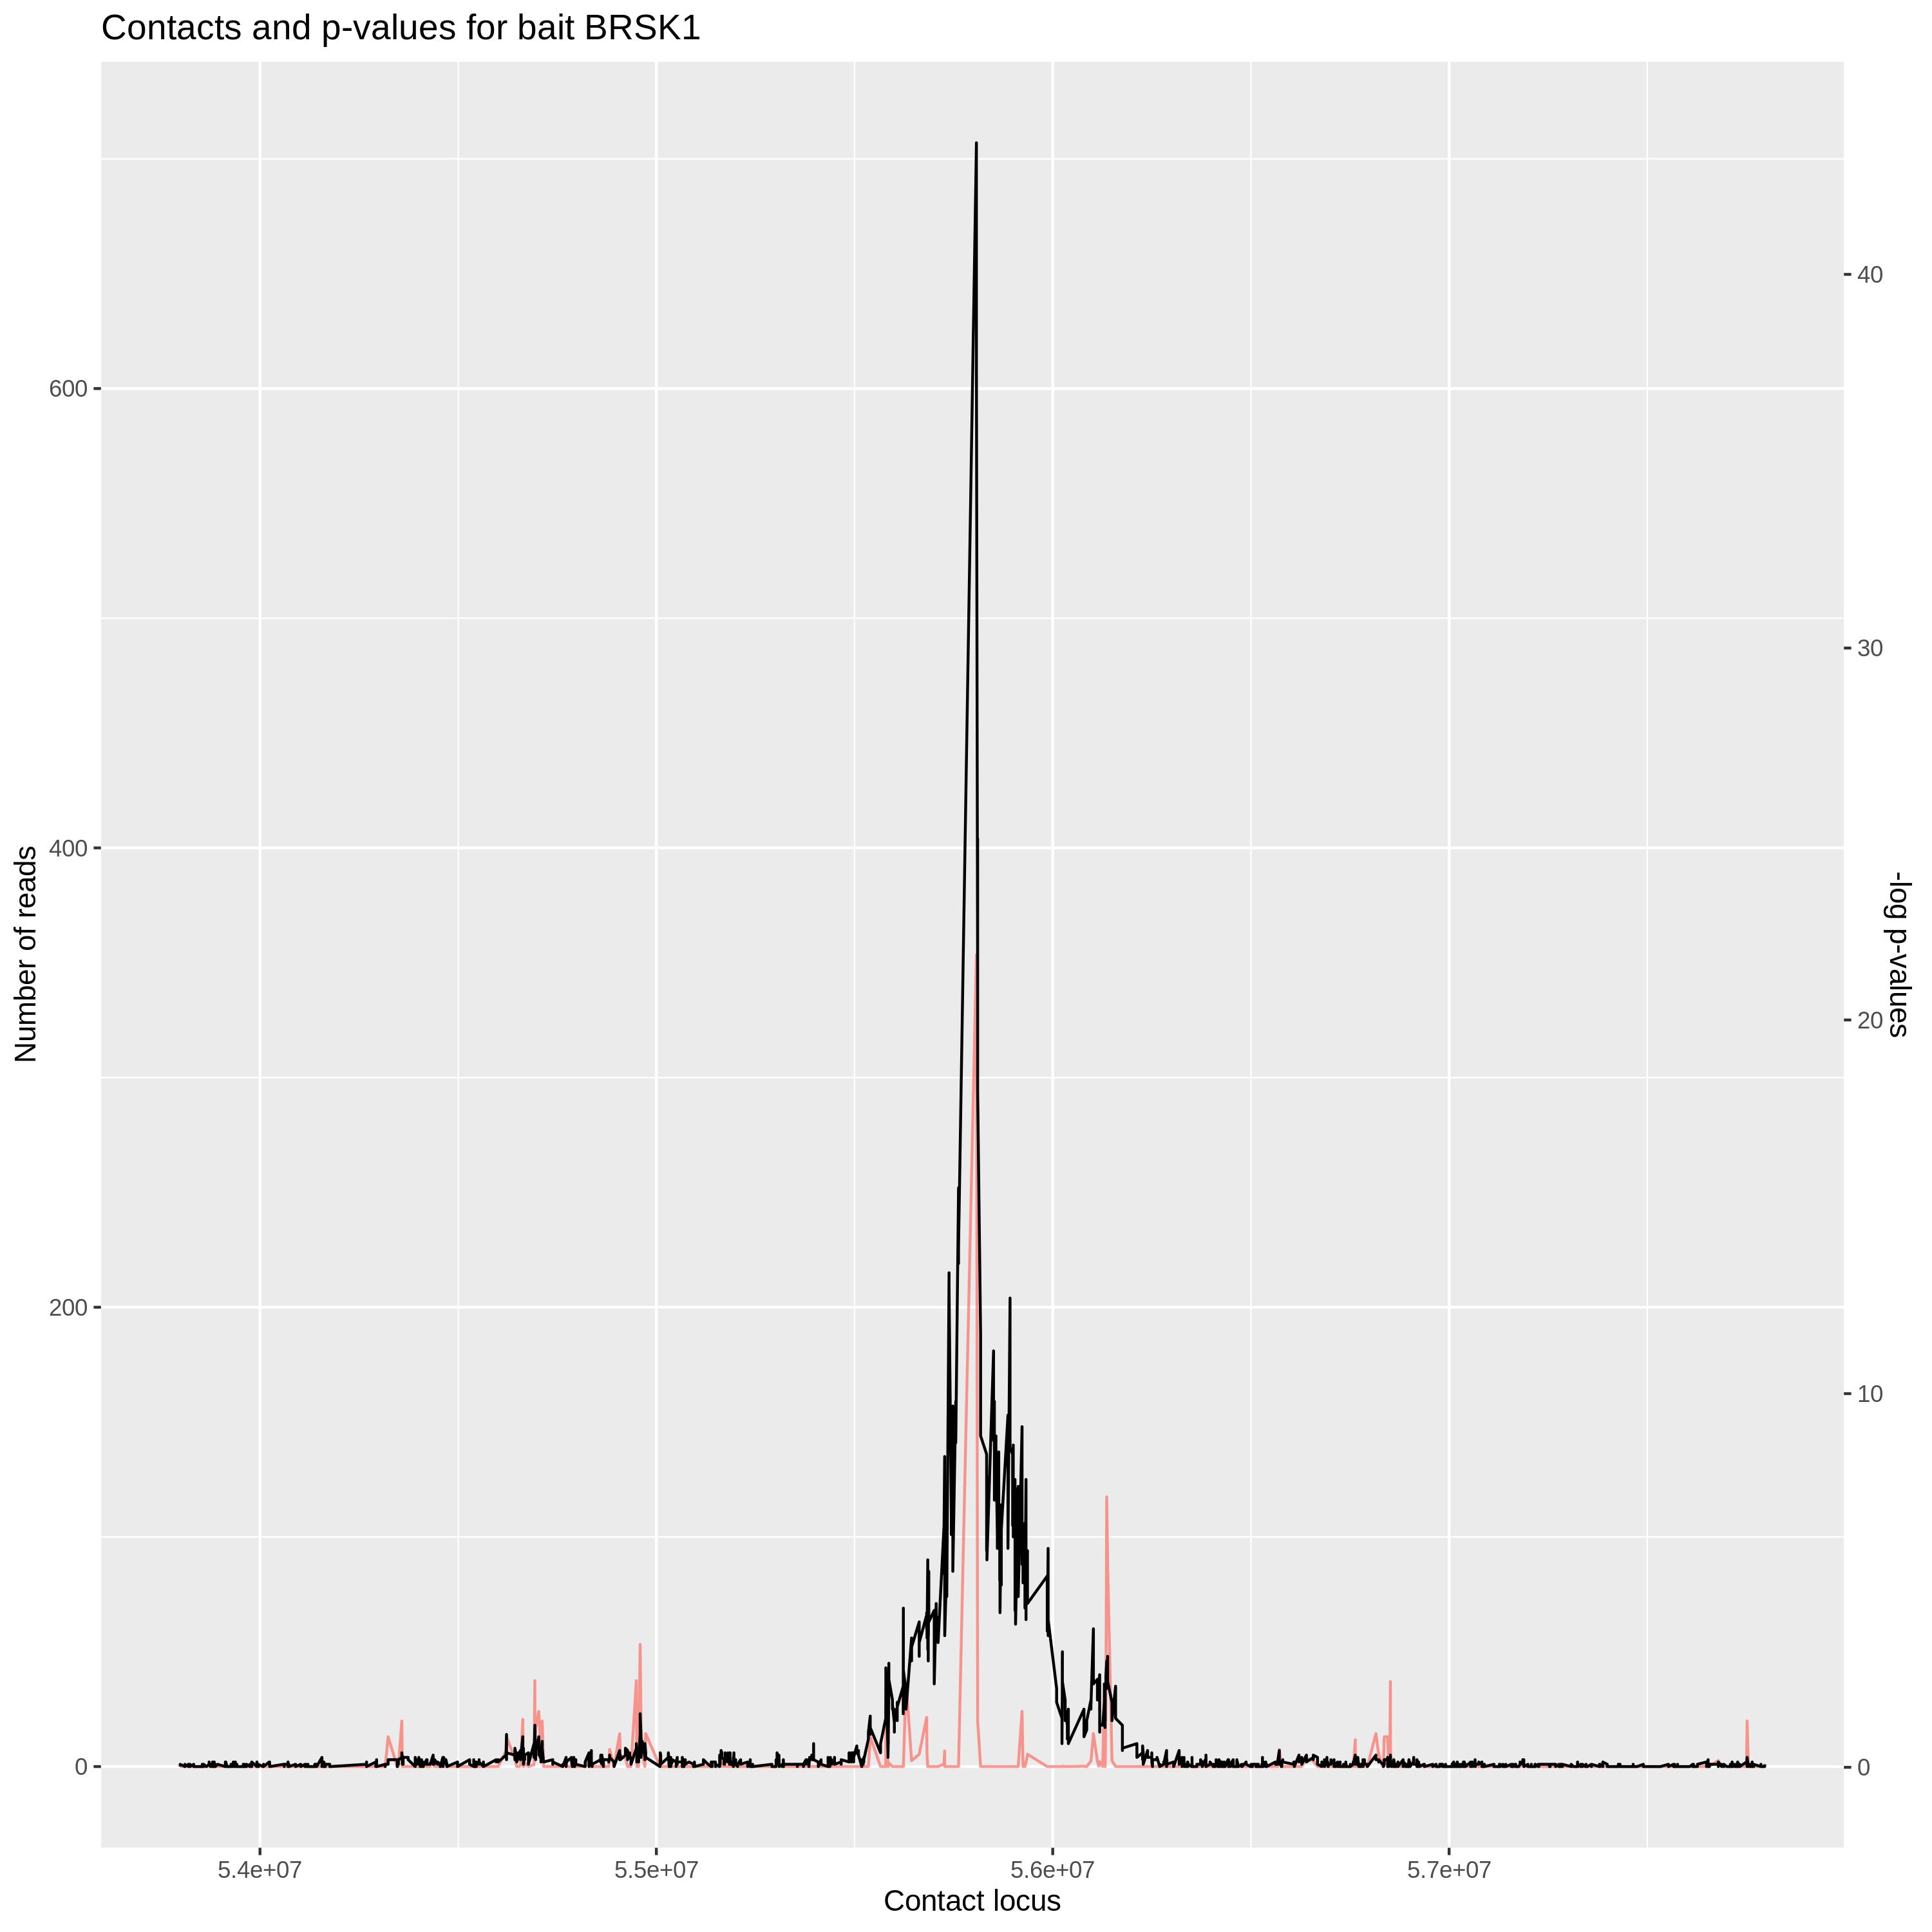 Contacts and p-values for bait BRSK1
Number of reads
600
400
200
0
40
30
20
10
0
-log p-values
5.4e+07 5.5e+07 5.6e+07 5.7e+07
Contact locus